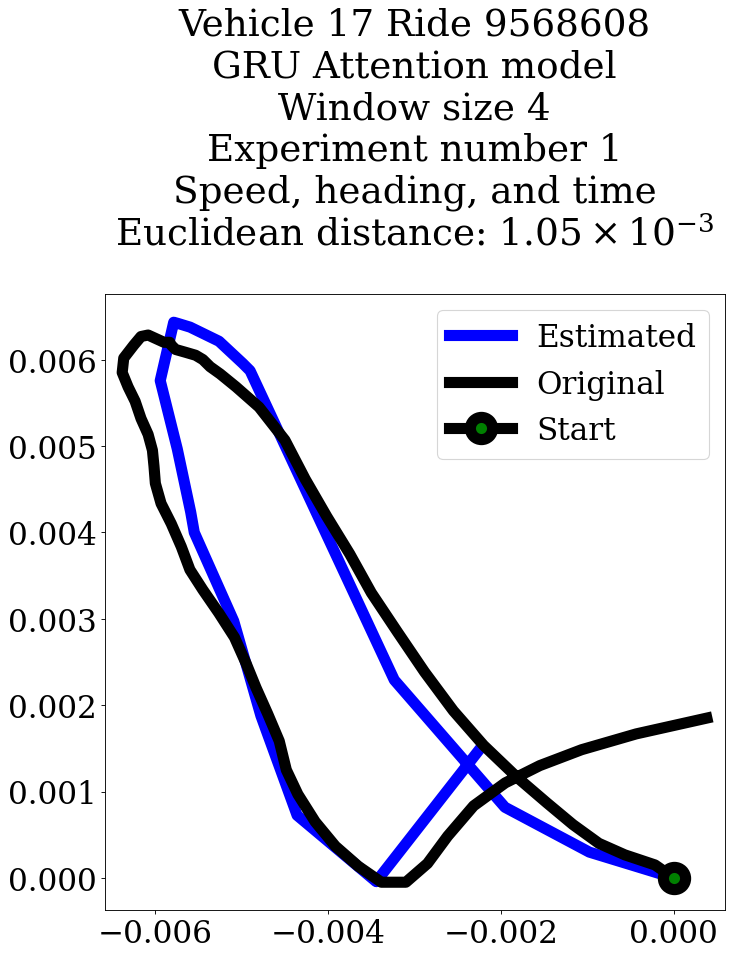 Vehicle 17 Ride 9568608
GRU Attention model
Window size 4
Experiment number 1
Speed, heading, and time
Euclidean distance: 1.05 × 10⁻³
Estimated
Original
Start
0.006
0.005
0.004
0.003
0.002
0.001
0.000
−0.006 −0.004 −0.002 0.000